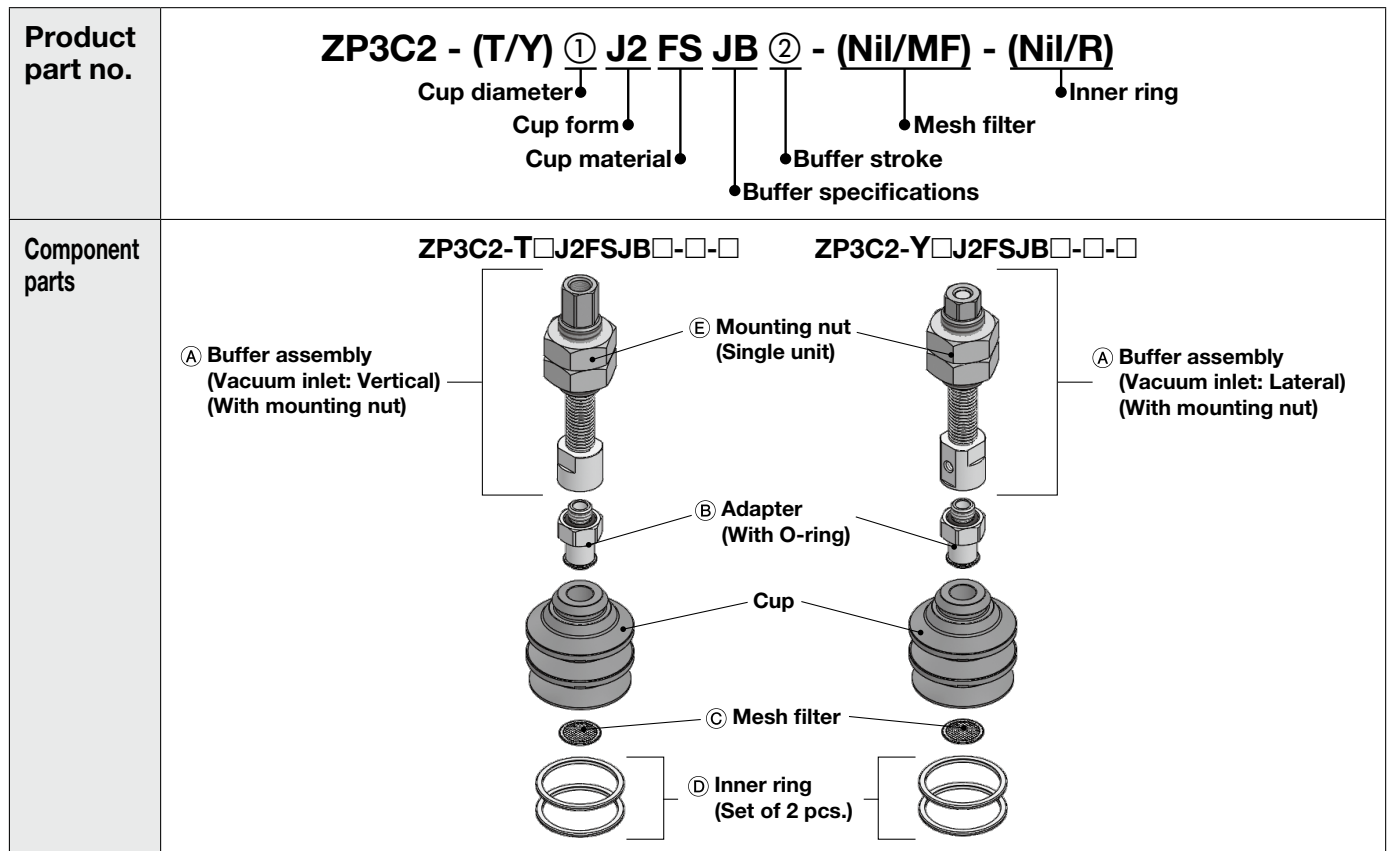 Product
part no.
ZP3C2 - (T/Y) ① J2 FS JB ② - (Nil/MF) - (Nil/R)
Cup diameter
Inner ring
Cup form
Mesh filter
Cup material
Buffer stroke
Buffer specifications
Component
parts
ZP3C2-T□J2FSJB□-□-□
ZP3C2-Y□J2FSJB□-□-□
Ⓐ Buffer assembly
(Vacuum inlet: Vertical)
(With mounting nut)
Ⓔ Mounting nut
(Single unit)
Ⓐ Buffer assembly
(Vacuum inlet: Lateral)
(With mounting nut)
Ⓑ Adapter
(With O-ring)
Cup
Ⓒ Mesh filter
Ⓓ Inner ring
(Set of 2 pcs.)